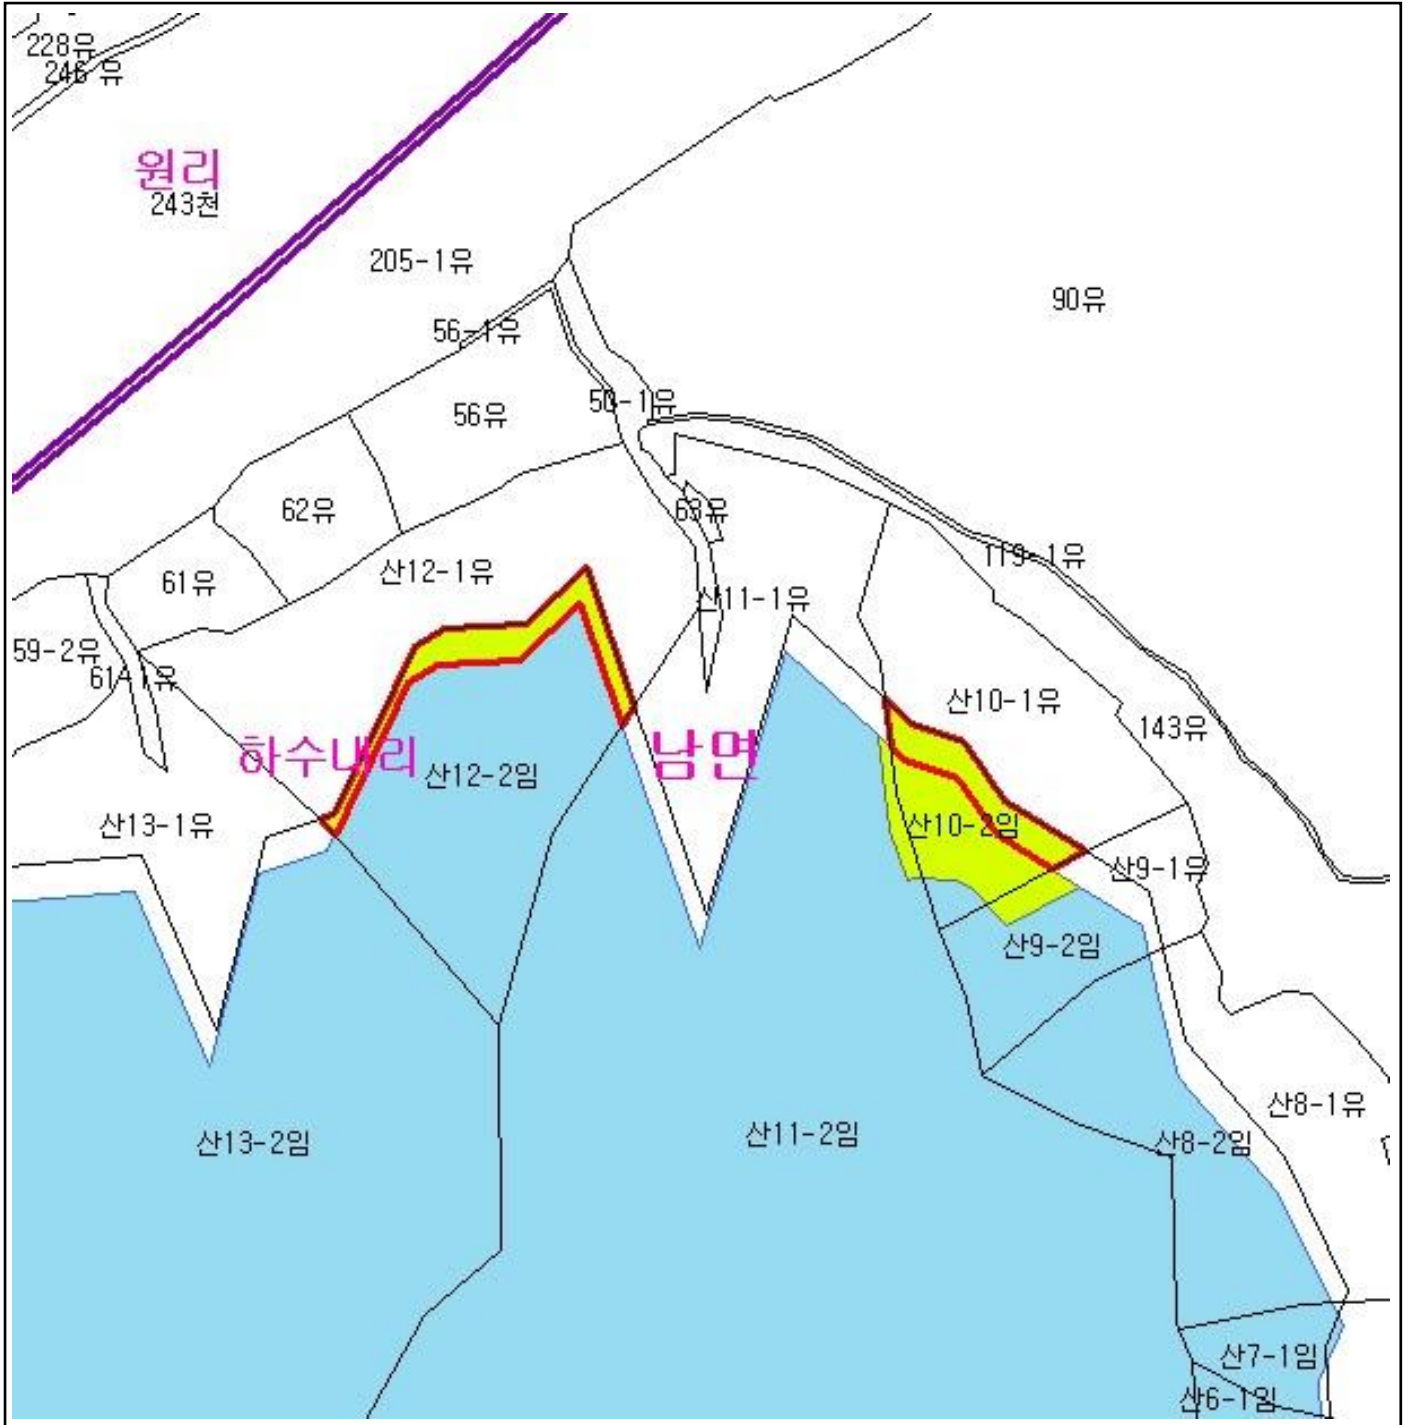 228유
246 유
원리
243천
205-1유
90유
56-1유
56유
50-1유
62유
63유
119-1유
61유
산12-1유
산11-1유
59-2유
61-1유
산10-1유
143유
하수내리
남면
산12-2임
산13-1유
산10-2임
산9-1유
산9-2임
산8-1유
산13-2임
산11-2임
산8-2임
산7-1임
산6-1임